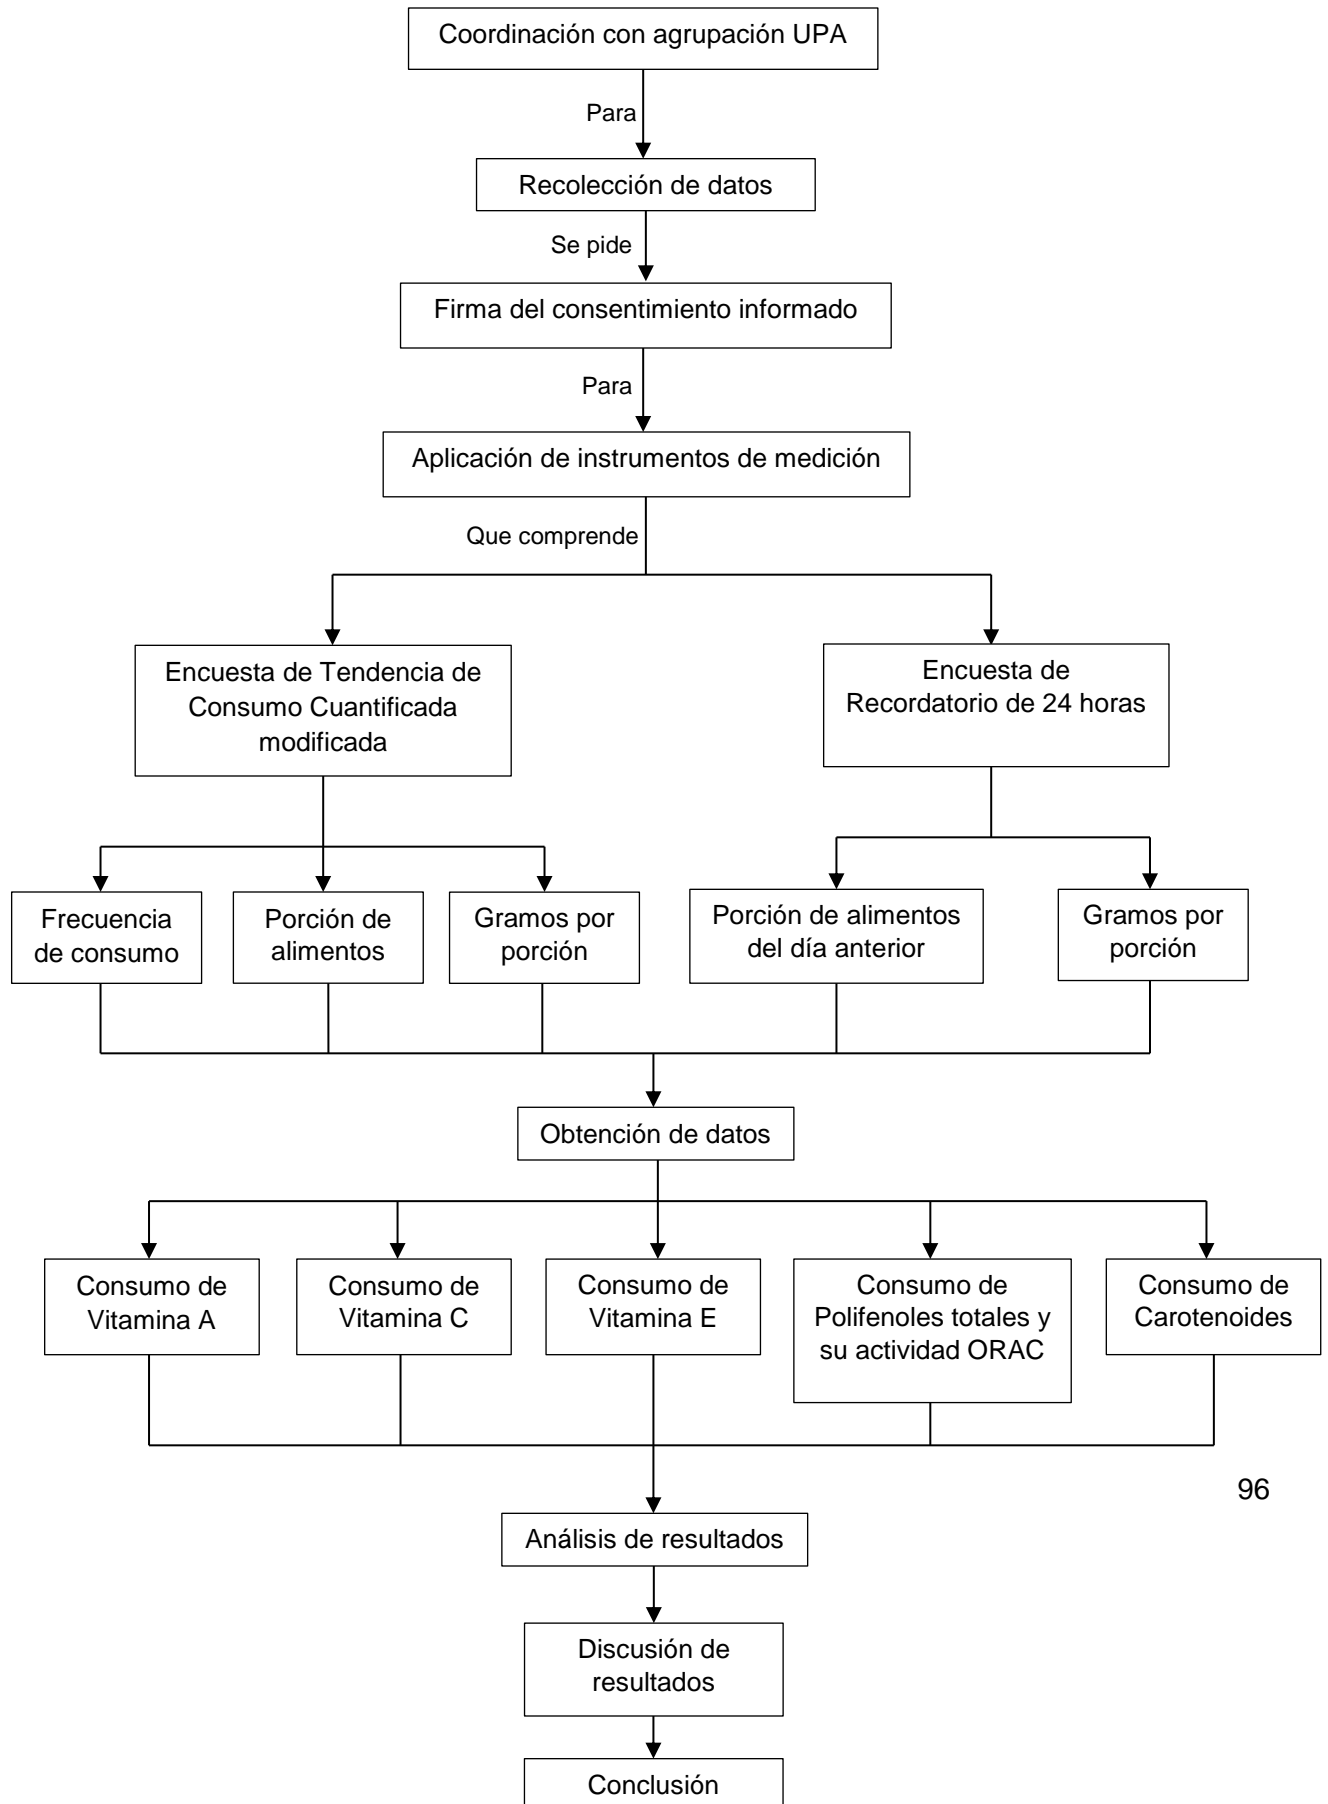 Coordinación con agrupación UPA
Para
Recolección de datos
Se pide
Firma del consentimiento informado
Para
Aplicación de instrumentos de medición
Que comprende
Encuesta de Tendencia de
Consumo Cuantificada
modificada
Encuesta de
Recordatorio de 24 horas
Frecuencia
de consumo
Porción de
alimentos
Gramos por
porción
Porción de alimentos
del día anterior
Gramos por
porción
Obtención de datos
Consumo de
Vitamina A
Consumo de
Vitamina C
Consumo de
Vitamina E
Consumo de
Polifenoles totales y
su actividad ORAC
Consumo de
Carotenoides
96
Análisis de resultados
Discusión de
resultados
Conclusión